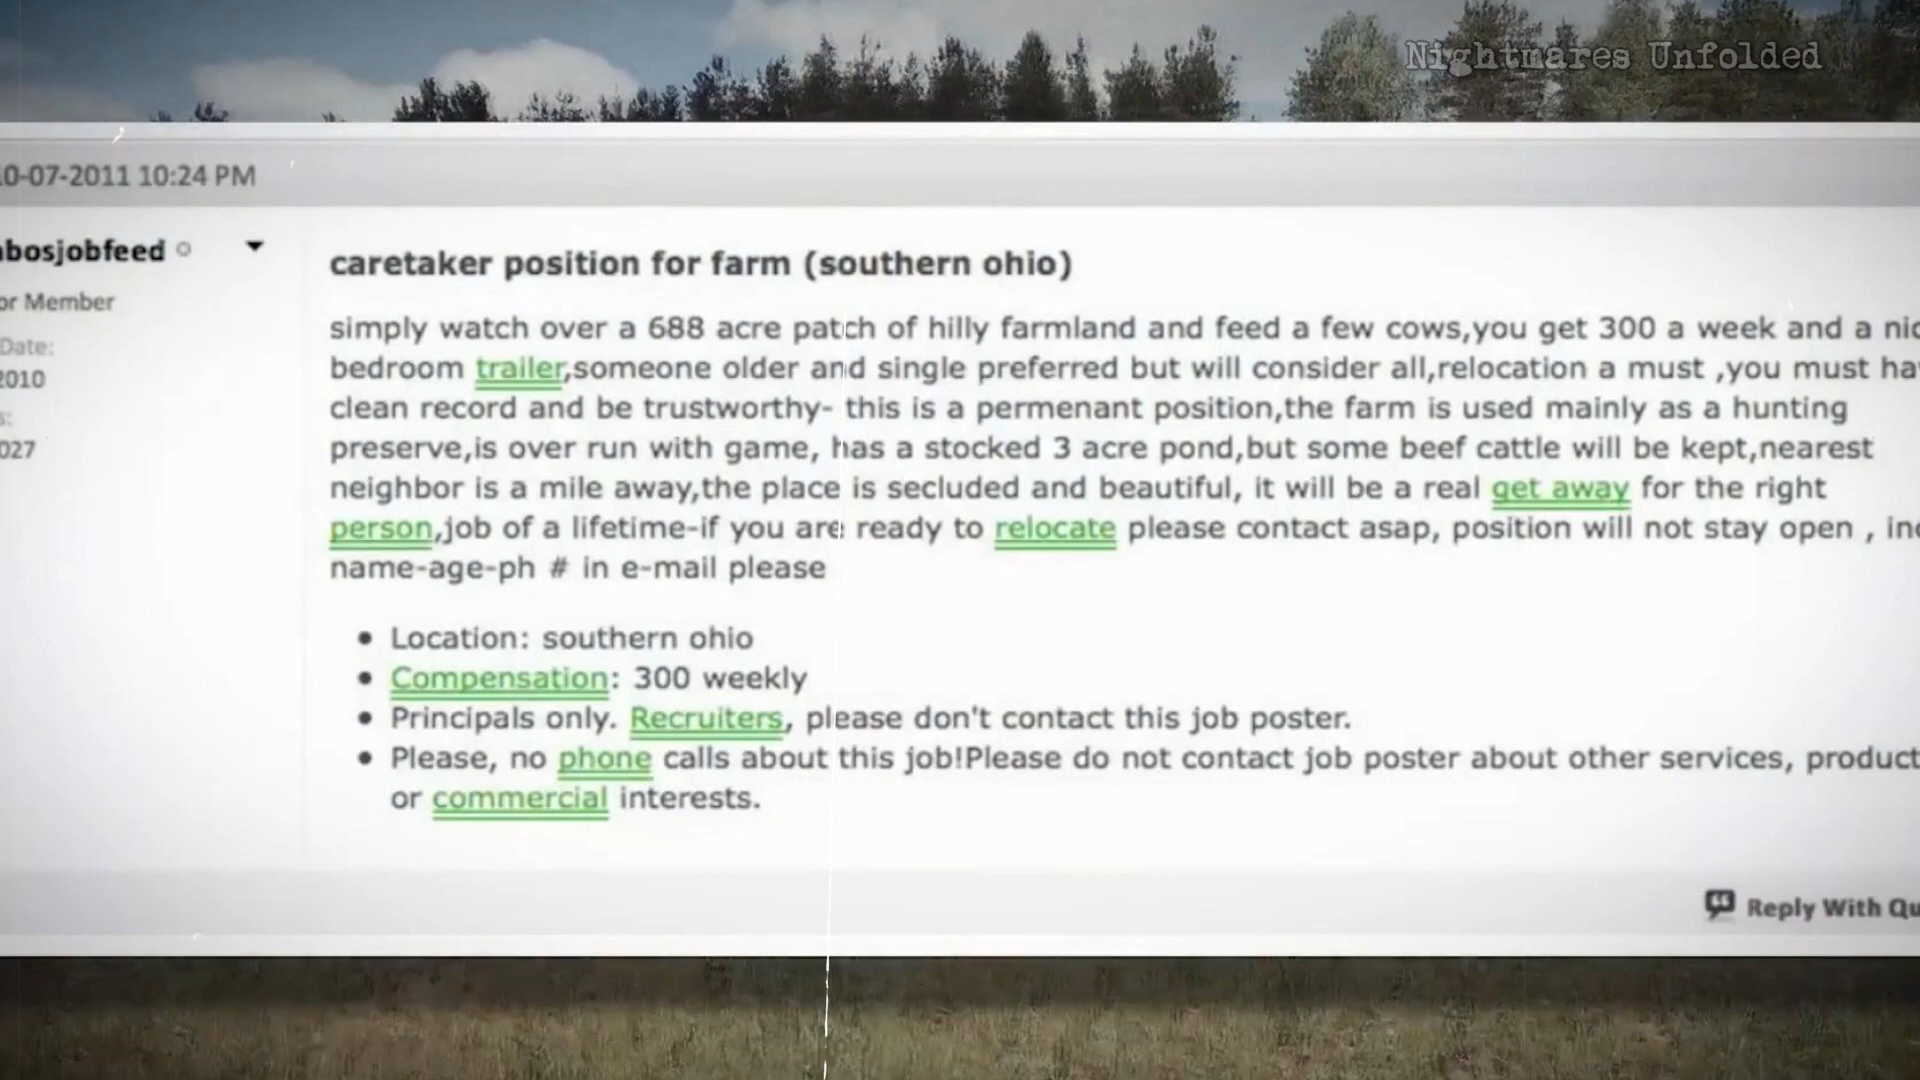 Nightmares Unfolded
10-07-2011 10:24 PM
bosjobfeed
or Member
Date:
2010
s:
027
caretaker position for farm (southern ohio)
simply watch over a 688 acre patch of hilly farmland and feed a few cows,you get 300 a week and a nic
bedroom trailer,someone older and single preferred but will consider all,relocation a must ,you must ha
clean record and be trustworthy- this is a permenant position,the farm is used mainly as a hunting
preserve,is over run with game, has a stocked 3 acre pond,but some beef cattle will be kept,nearest
neighbor is a mile away,the place is secluded and beautiful, it will be a real get away for the right
person,job of a lifetime-if you are ready to relocate please contact asap, position will not stay open , inc
name-age-ph # in e-mail please
• Location: southern ohio
• Compensation: 300 weekly
• Principals only. Recruiters, please don't contact this job poster.
• Please, no phone calls about this job!Please do not contact job poster about other services, product
or commercial interests.
Reply With Qu